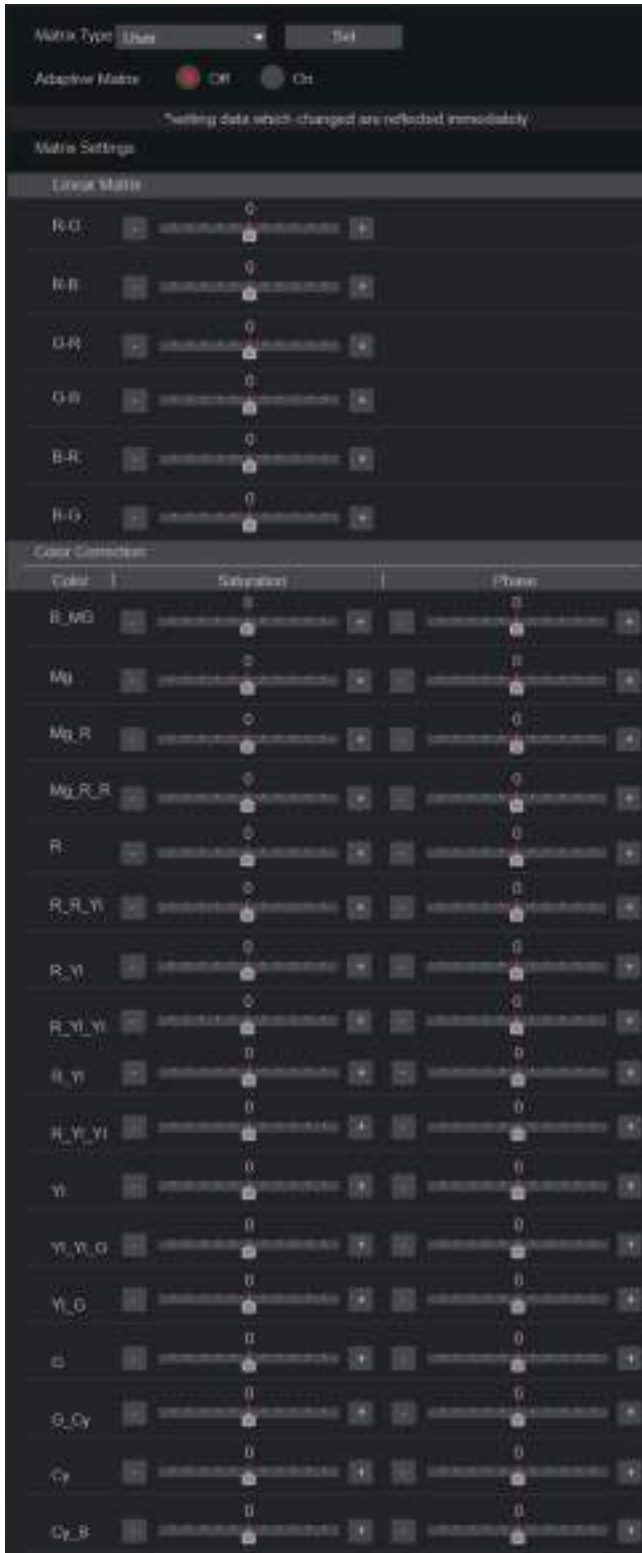 Matrix Type User Set
Adaptive Matrix Off On
*setting data which changed are reflected immediately
Matrix Settings
Linear Matrix
0
R-G - +
0
R-B - +
0
G-R - +
0
G-B - +
0
B-R - +
0
B-G - +
Color Correction
Color Saturation Phase
0 0
B_MG - + - +
0 0
Mg - + - +
0 0
Mg_R - + - +
0 0
Mg_R_R - + - +
0 0
R - + - +
0 0
R_R_Yl - + - +
0 0
R_Yl - + - +
0 0
R_Yl_Yl - + - +
0 0
R_Yl - + - +
0 0
R_Yl_Yl - + - +
0 0
Yl - + - +
0 0
Yl_Yl_G - + - +
0 0
Yl_G - + - +
0 0
G - + - +
0 0
G_Cy - + - +
0 0
Cy - + - +
0 0
Cy_B - + - +